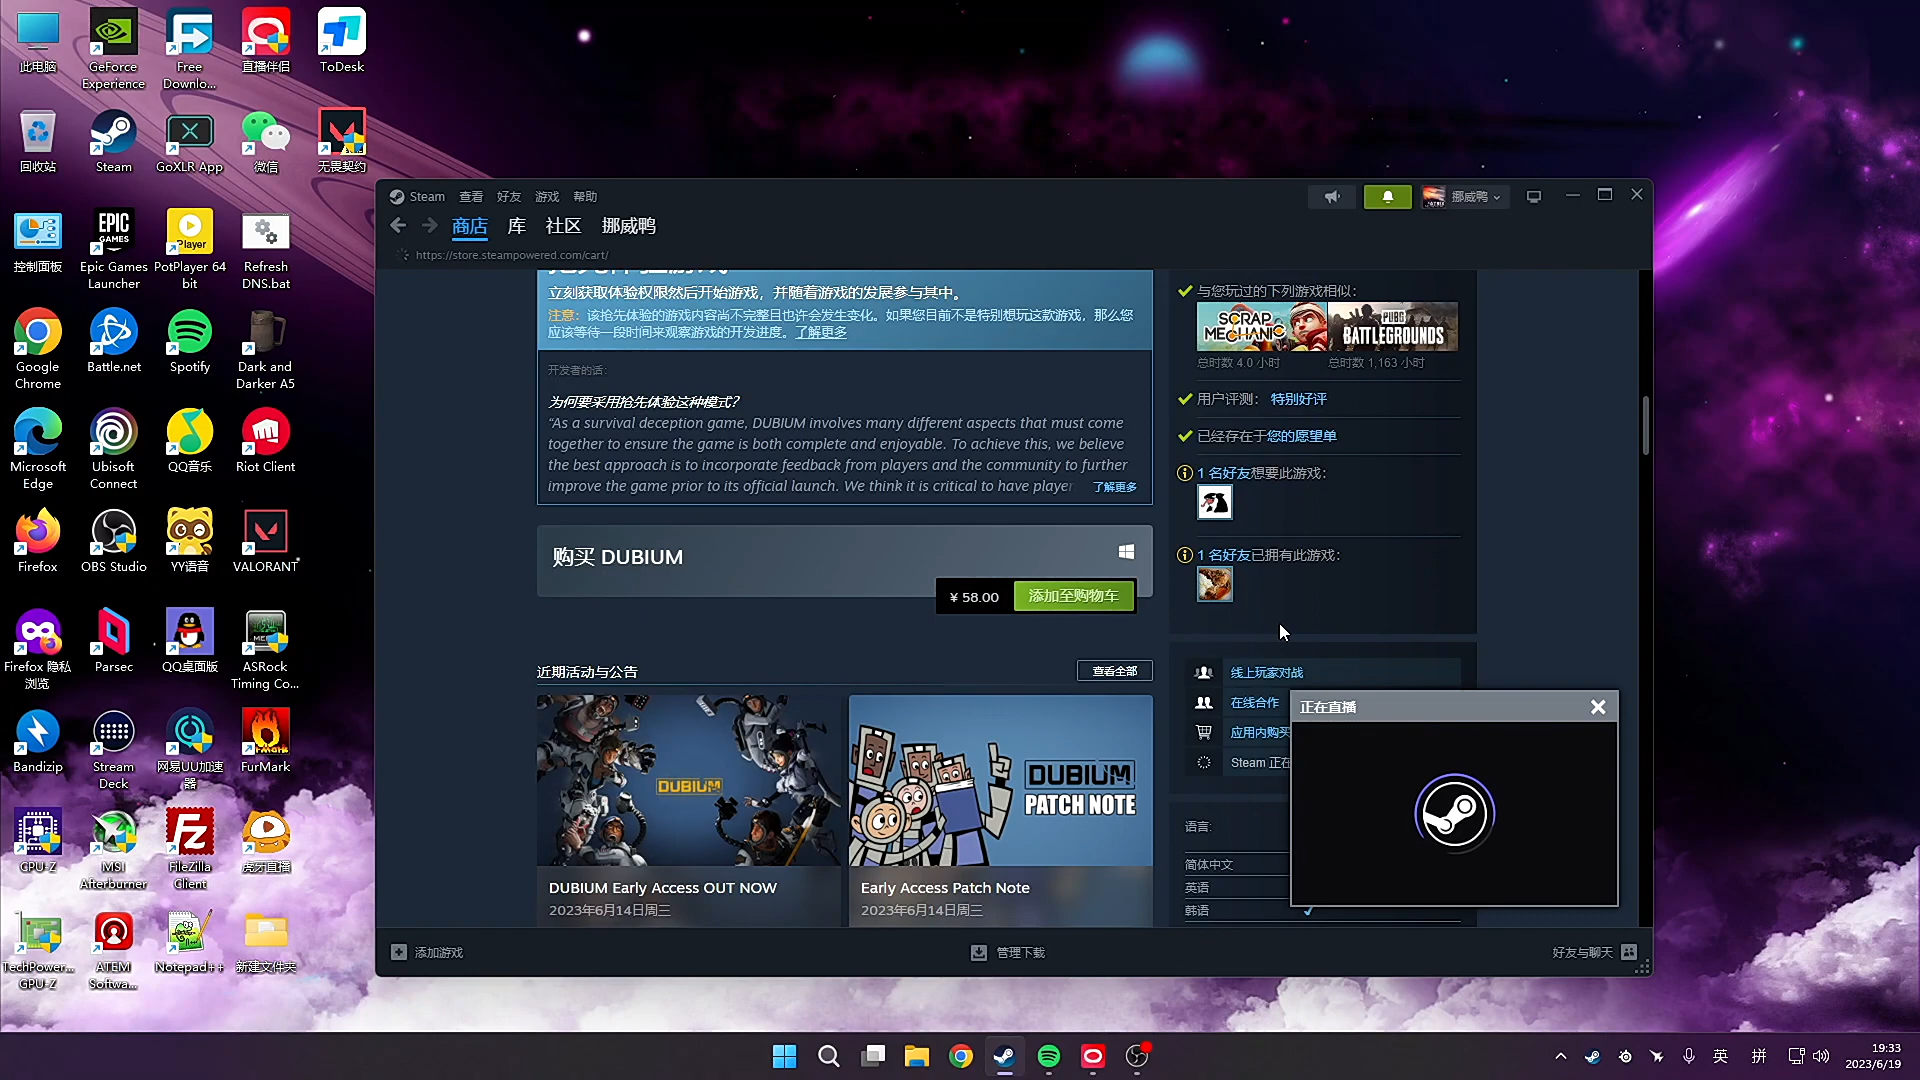 此电脑
GeForce Experience
Free Downlo...
直播伴侣
ToDesk
回收站
Steam
GoXLR App
微信
无畏契约
控制面板
EPIC GAMES
Epic Games Launcher
Player
PotPlayer 64 bit
Refresh DNS.bat
Google Chrome
Battle.net
Spotify
Dark and Darker A5
Microsoft Edge
Ubisoft Connect
QQ音乐
Riot Client
Firefox
OBS Studio
YY语音
VALORANT
Firefox 隐私浏览
Parsec
QQ桌面版
ASRock Timing Co...
Bandizip
Stream Deck
网易UU加速器
FurMark
GPU-Z
MSI Afterburner
FileZilla Client
虎牙直播
TechPower... GPU-Z
ATEM Softwa...
Notepad++
新建文件夹
Steam 查看 好友 游戏 帮助
挪威鸭
商店 库 社区 挪威鸭
https://store.steampowered.com/cart/
抢先体验游戏
立刻获取体验权限然后开始游戏，并随着游戏的发展参与其中。
注意：该抢先体验的游戏内容尚不完整且也许会发生变化。如果您目前不是特别想玩这款游戏，那么您
应该等待一段时间来观察游戏的开发进度。了解更多
开发者的话：
为何要采用抢先体验这种模式？
“As a survival deception game, DUBIUM involves many different aspects that must come
together to ensure the game is both complete and enjoyable. To achieve this, we believe
the best approach is to incorporate feedback from players and the community to further
improve the game prior to its official launch. We think it is critical to have player 了解更多
购买 DUBIUM
¥ 58.00
添加至购物车
近期活动与公告
查看全部
DUBIUM
DUBIUM
PATCH NOTE
DUBIUM Early Access OUT NOW
2023年6月14日周三
Early Access Patch Note
2023年6月14日周三
与您玩过的下列游戏相似：
SCRAP MECHANIC
PUBG BATTLEGROUNDS
总时数 4.0 小时
总时数 1,163 小时
用户评测： 特别好评
已经存在于您的愿望单
1 名好友想要此游戏：
1 名好友已拥有此游戏：
线上玩家对战
在线合作
应用内购买
Steam 正在
语言：
简体中文
英语
韩语
正在直播
添加游戏
管理下载
好友与聊天
英
拼
19:33
2023/6/19